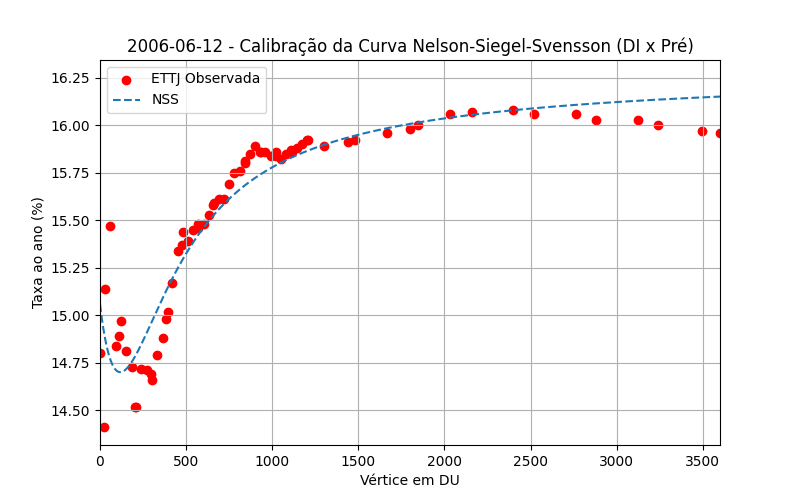 2006-06-12 - Calibração da Curva Nelson-Siegel-Svensson (DI x Pré)
ETTJ Observada
NSS
Taxa ao ano (%)
16.25
16.00
15.75
15.50
15.25
15.00
14.75
14.50
0 500 1000 1500 2000 2500 3000 3500
Vértice em DU